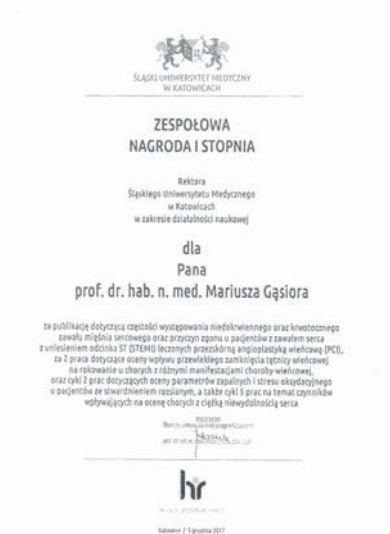 ŚLĄSKI UNIWERSYTET MEDYCZNY
W KATOWICACH
ZESPOŁOWA
NAGRODA I STOPNIA
Rektora
Śląskiego Uniwersytetu Medycznego
w Katowicach
w zakresie działalności naukowej
dla
Pana
prof. dr. hab. n. med. Mariusza Gąsiora
za publikację dotyczącą częstości występowania niedokrwiennego oraz krwotocznego
zawału mięśnia sercowego oraz przyczyn zgonu u pacjentów z zawałem serca
z uniesieniem odcinka ST (STEMI) leczonych przezskórną angioplastyką wieńcową (PCI),
za 2 prace dotyczące oceny wpływu przewlekłego zamknięcia tętnicy wieńcowej
na rokowanie u chorych z różnymi manifestacjami choroby wieńcowej,
oraz cykl 2 prac dotyczących oceny parametrów zapalnych i stresu oksydacyjnego
u pacjentów ze stwardnieniem rozsianym, a także cykl 5 prac na temat czynników
wpływających na ocenę chorych z ciężką niewydolnością serca
hr
Katowice / 5 grudnia 2017